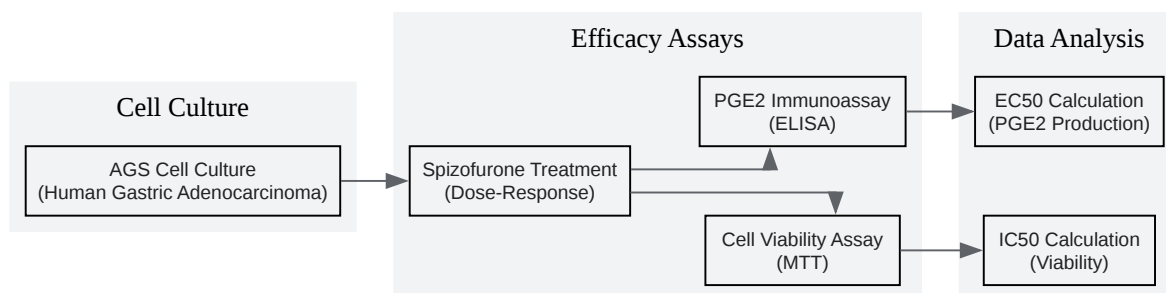 Cell Culture
AGS Cell Culture
(Human Gastric Adenocarcinoma)
Efficacy Assays
Spizofurone Treatment
(Dose-Response)
PGE2 Immunoassay
(ELISA)
Cell Viability Assay
(MTT)
Data Analysis
EC50 Calculation
(PGE2 Production)
IC50 Calculation
(Viability)